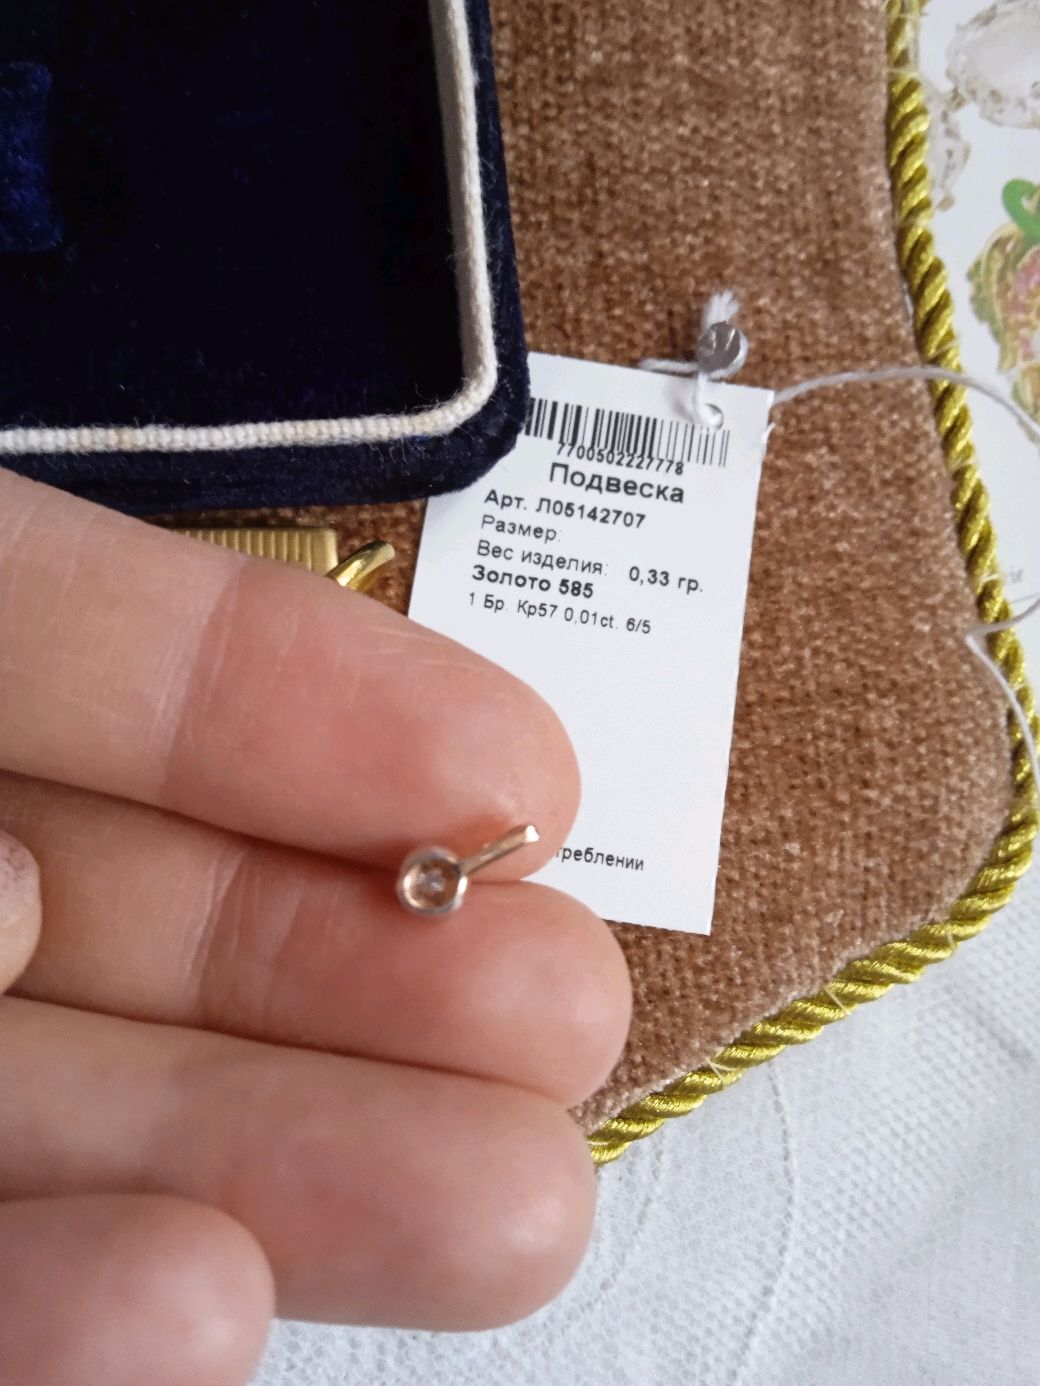 7700502227778
Подвеска
Арт. Л05142707
Размер:
Вес изделия: 0,33 гр.
Золото 585
1 Бр. Кр57 0,01ct. 6/5